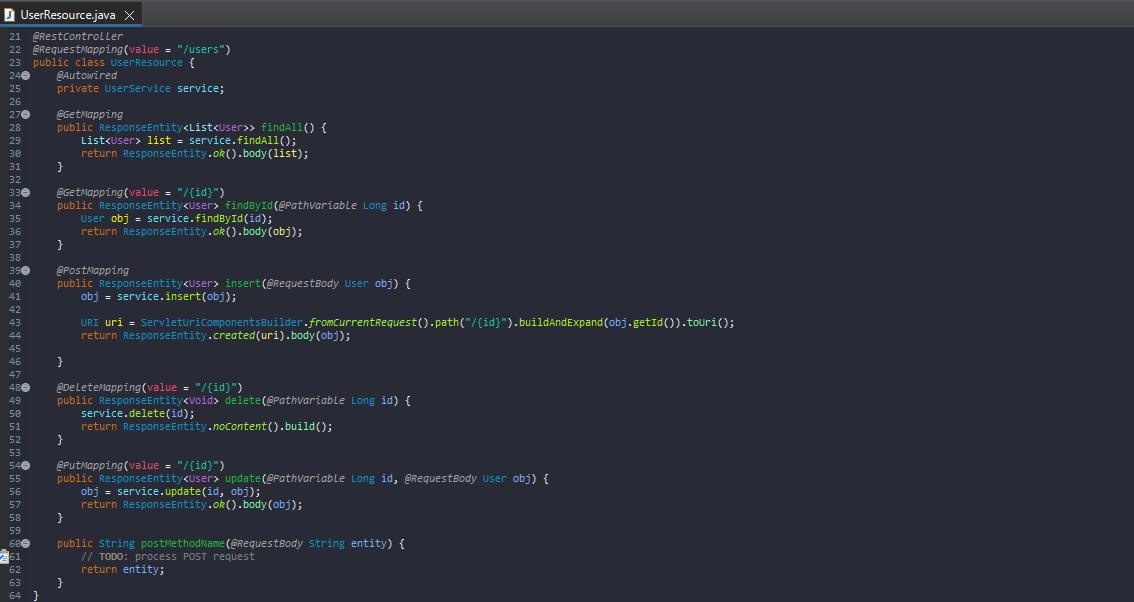 UserResource.java
21 @RestController
22 @RequestMapping(value = "/users")
23 public class UserResource {
24 @Autowired
25 private UserService service;
26
27 @GetMapping
28 public ResponseEntity<List<User>> findAll() {
29 List<User> list = service.findAll();
30 return ResponseEntity.ok().body(list);
31 }
32
33 @GetMapping(value = "/{id}")
34 public ResponseEntity<User> findById(@PathVariable Long id) {
35 User obj = service.findById(id);
36 return ResponseEntity.ok().body(obj);
37 }
38
39 @PostMapping
40 public ResponseEntity<User> insert(@RequestBody User obj) {
41 obj = service.insert(obj);
42
43 URI uri = ServletUriComponentsBuilder.fromCurrentRequest().path("/{id}").buildAndExpand(obj.getId()).toUri();
44 return ResponseEntity.created(uri).body(obj);
45
46 }
47
48 @DeleteMapping(value = "/{id}")
49 public ResponseEntity<Void> delete(@PathVariable Long id) {
50 service.delete(id);
51 return ResponseEntity.noContent().build();
52 }
53
54 @PutMapping(value = "/{id}")
55 public ResponseEntity<User> update(@PathVariable Long id, @RequestBody User obj) {
56 obj = service.update(id, obj);
57 return ResponseEntity.ok().body(obj);
58 }
59
60 public String postMethodName(@RequestBody String entity) {
61 // TODO: process POST request
62 return entity;
63 }
64 }